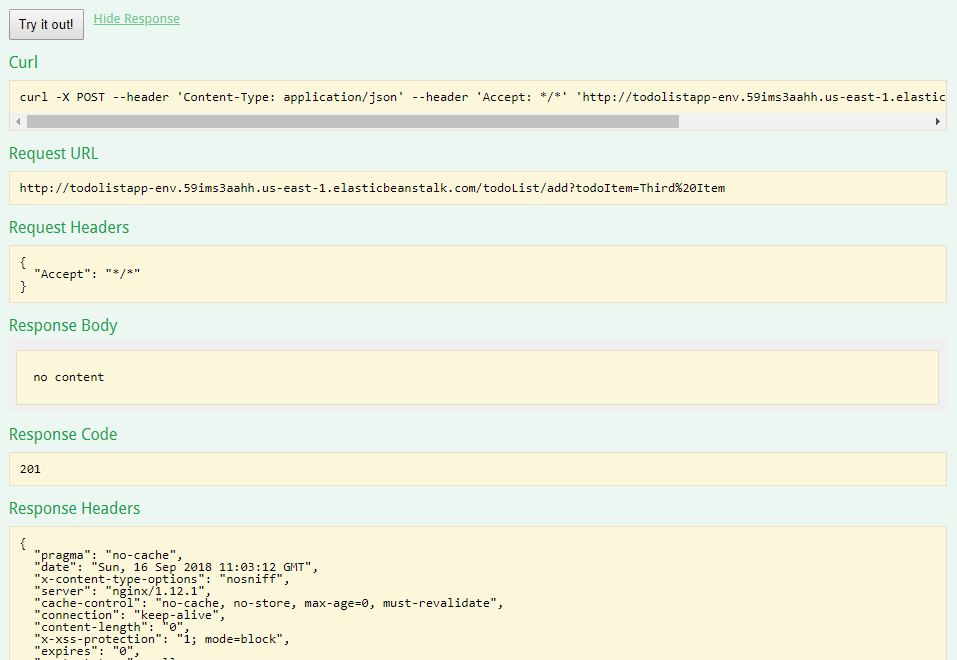 Try it out! Hide Response
Curl
curl -X POST --header 'Content-Type: application/json' --header 'Accept: */*' 'http://todolistapp-env.59ims3aahh.us-east-1.elastic
Request URL
http://todolistapp-env.59ims3aahh.us-east-1.elasticbeanstalk.com/todoList/add?todoItem=Third%20Item
Request Headers
{
  "Accept": "*/*"
}
Response Body
no content
Response Code
201
Response Headers
{
  "pragma": "no-cache",
  "date": "Sun, 16 Sep 2018 11:03:12 GMT",
  "x-content-type-options": "nosniff",
  "server": "nginx/1.12.1",
  "cache-control": "no-cache, no-store, max-age=0, must-revalidate",
  "connection": "keep-alive",
  "content-length": "0",
  "x-xss-protection": "1; mode=block",
  "expires": "0",